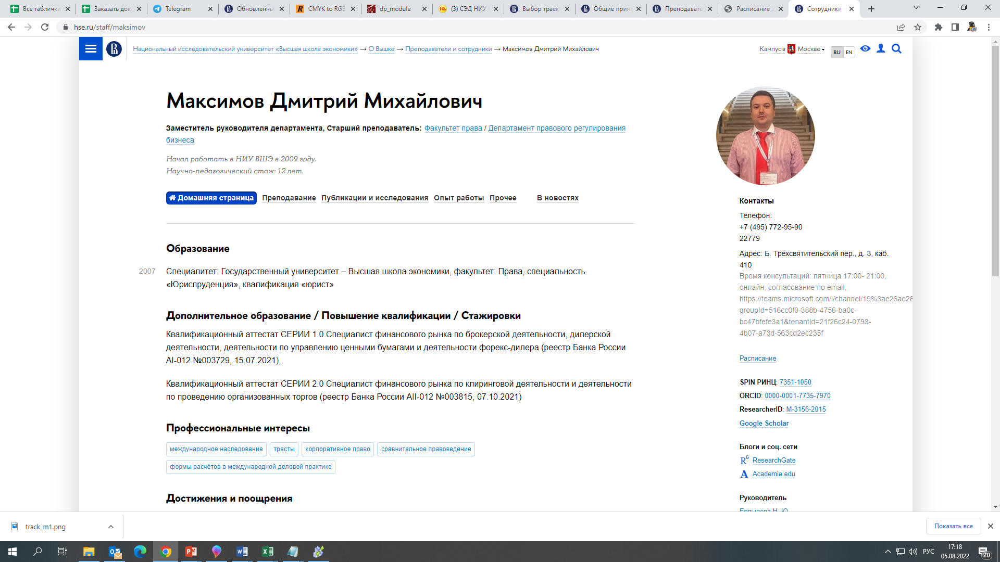 Все таблички
Заказать док
Telegram
Обновленны
CMYK to RGB
dp_module
(3) СЭД НИУ
Выбор траек
Общие прин
Преподавате
Расписание з
Сотрудники
hse.ru/staff/maksimov
Национальный исследовательский университет «Высшая школа экономики» → О Вышке → Преподаватели и сотрудники → Максимов Дмитрий Михайлович
Кампус в Москве
RU EN
Максимов Дмитрий Михайлович
Заместитель руководителя департамента, Старший преподаватель: Факультет права / Департамент правового регулирования
бизнеса
Начал работать в НИУ ВШЭ в 2009 году.
Научно-педагогический стаж: 12 лет.
Домашняя страница Преподавание Публикации и исследования Опыт работы Прочее В новостях
Образование
2007 Специалитет: Государственный университет – Высшая школа экономики, факультет: Права, специальность
«Юриспруденция», квалификация «юрист»
Дополнительное образование / Повышение квалификации / Стажировки
Квалификационный аттестат СЕРИИ 1.0 Специалист финансового рынка по брокерской деятельности, дилерской
деятельности, деятельности по управлению ценными бумагами и деятельности форекс-дилера (реестр Банка России
AI-012 №003729, 15.07.2021),
Квалификационный аттестат СЕРИИ 2.0 Специалист финансового рынка по клиринговой деятельности и деятельности
по проведению организованных торгов (реестр Банка России AII-012 №003815, 07.10.2021)
Профессиональные интересы
международное наследование трасты корпоративное право сравнительное правоведение
формы расчётов в международной деловой практике
Достижения и поощрения
Контакты
Телефон:
+7 (495) 772-95-90
22779
Адрес: Б. Трехсвятительский пер., д. 3, каб.
410
Время консультаций: пятница 17:00- 21:00,
онлайн, согласование по email,
https://teams.microsoft.com/l/channel/19%3ae26ae28
groupId=516cc0f0-388b-4756-ba0c-
bc47bfefe3a1&tenantId=21f26c24-0793-
4b07-a73d-563cd2ec235f
Расписание
SPIN РИНЦ: 7351-1050
ORCID: 0000-0001-7735-7970
ResearcherID: M-3156-2015
Google Scholar
Блоги и соц. сети
ResearchGate
Academia.edu
Руководитель
Ерпылева Н. Ю.
track_m1.png
Показать все
РУС
17:18
05.08.2022
20